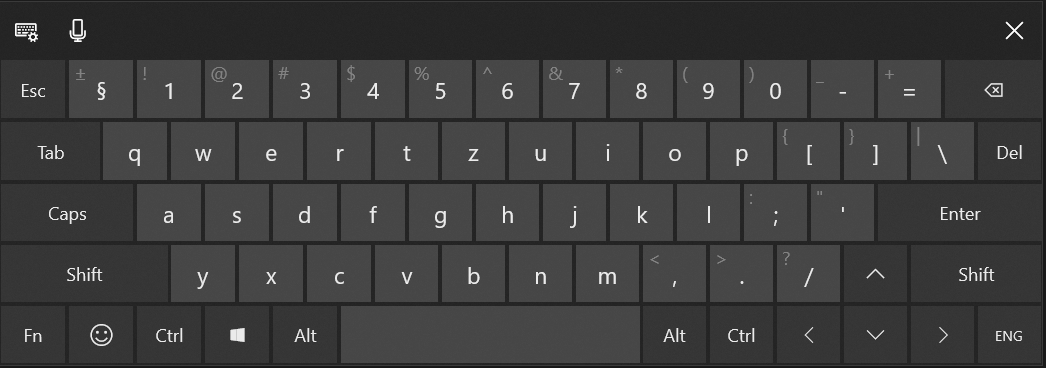 Esc ± § ! 1 @ 2 # 3 $ 4 % 5 ^ 6 & 7 * 8 ( 9 ) 0 _ - + =
Tab q w e r t z u i o p { [ } ] | \ Del
Caps a s d f g h j k l : ; " ' Enter
Shift y x c v b n m < , > . ? / Shift
Fn Ctrl Alt Alt Ctrl ENG